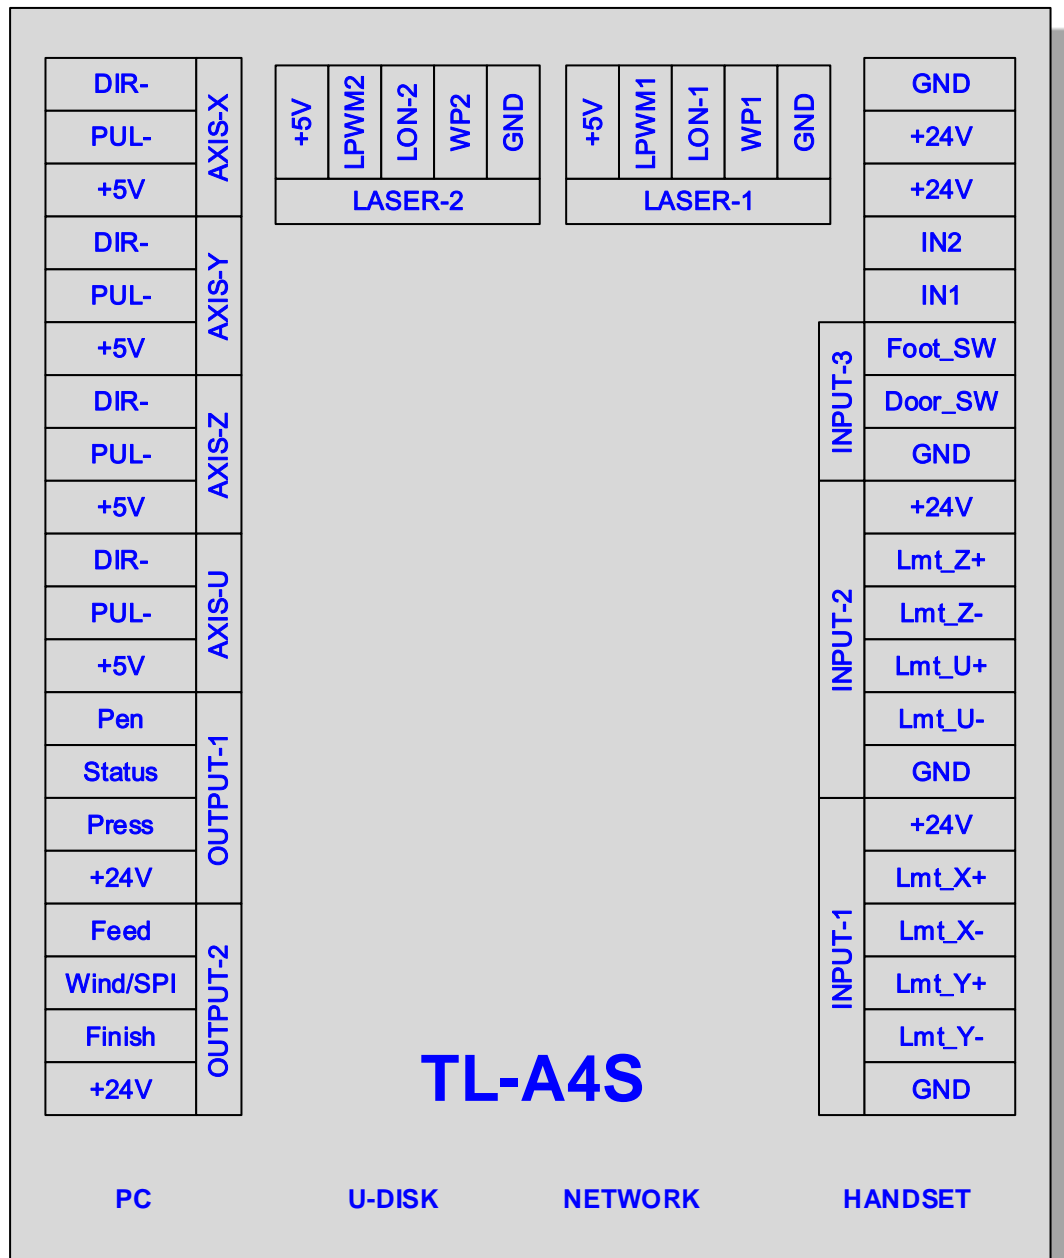 DIR-
PUL-
+5V
AXIS-X
DIR-
PUL-
+5V
AXIS-Y
DIR-
PUL-
+5V
AXIS-Z
DIR-
PUL-
+5V
AXIS-U
Pen
Status
Press
+24V
OUTPUT-1
Feed
Wind/SPI
Finish
+24V
OUTPUT-2
+5V
LPWM2
LON-2
WP2
GND
LASER-2
+5V
LPWM1
LON-1
WP1
GND
LASER-1
GND
+24V
+24V
IN2
IN1
INPUT-3
Foot_SW
Door_SW
GND
INPUT-2
+24V
Lmt_Z+
Lmt_Z-
Lmt_U+
Lmt_U-
GND
INPUT-1
+24V
Lmt_X+
Lmt_X-
Lmt_Y+
Lmt_Y-
GND
TL-A4S
PC U-DISK NETWORK HANDSET